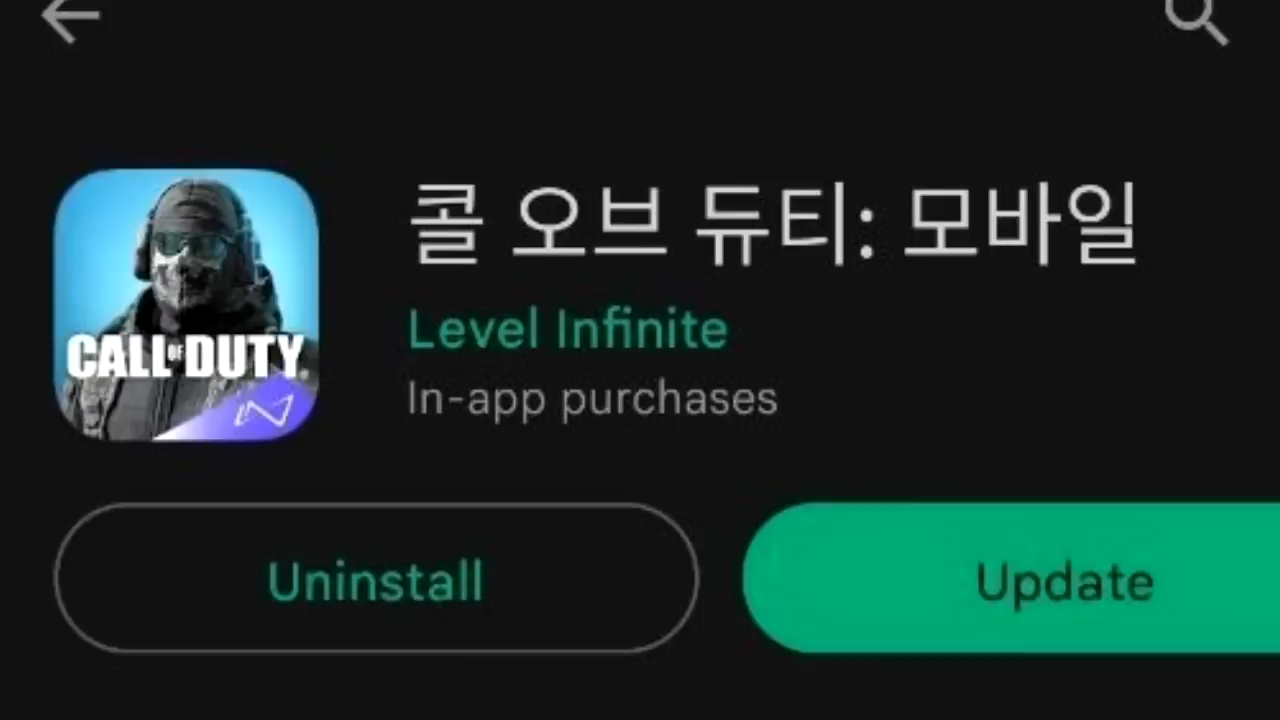 콜 오브 듀티: 모바일
CALL OF DUTY®
Level Infinite
In-app purchases
Uninstall
Update